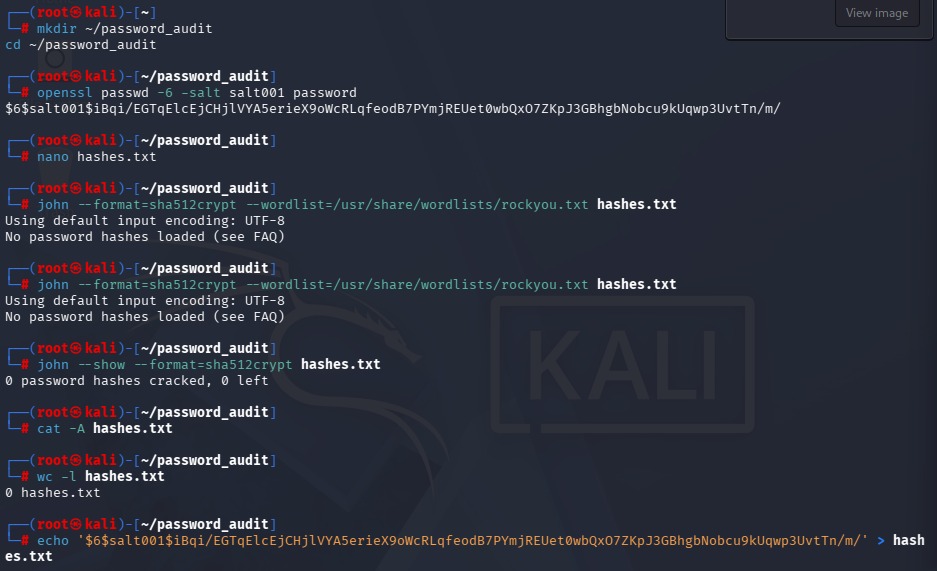 View image
┌──(root㉿kali)-[~]
└─# mkdir ~/password_audit
cd ~/password_audit
┌──(root㉿kali)-[~/password_audit]
└─# openssl passwd -6 -salt salt001 password
$6$salt001$iBqi/EGTqElcEjCHjlVYA5erieX9oWcRLqfeodB7PYmjREUet0wbQxO7ZKpJ3GBhgbNobcu9kUqwp3UvtTn/m/
┌──(root㉿kali)-[~/password_audit]
└─# nano hashes.txt
┌──(root㉿kali)-[~/password_audit]
└─# john --format=sha512crypt --wordlist=/usr/share/wordlists/rockyou.txt hashes.txt
Using default input encoding: UTF-8
No password hashes loaded (see FAQ)
┌──(root㉿kali)-[~/password_audit]
└─# john --format=sha512crypt --wordlist=/usr/share/wordlists/rockyou.txt hashes.txt
Using default input encoding: UTF-8
No password hashes loaded (see FAQ)
┌──(root㉿kali)-[~/password_audit]
└─# john --show --format=sha512crypt hashes.txt
0 password hashes cracked, 0 left
┌──(root㉿kali)-[~/password_audit]
└─# cat -A hashes.txt
┌──(root㉿kali)-[~/password_audit]
└─# wc -l hashes.txt
0 hashes.txt
┌──(root㉿kali)-[~/password_audit]
└─# echo '$6$salt001$iBqi/EGTqElcEjCHjlVYA5erieX9oWcRLqfeodB7PYmjREUet0wbQxO7ZKpJ3GBhgbNobcu9kUqwp3UvtTn/m/' > hash
es.txt
KALI